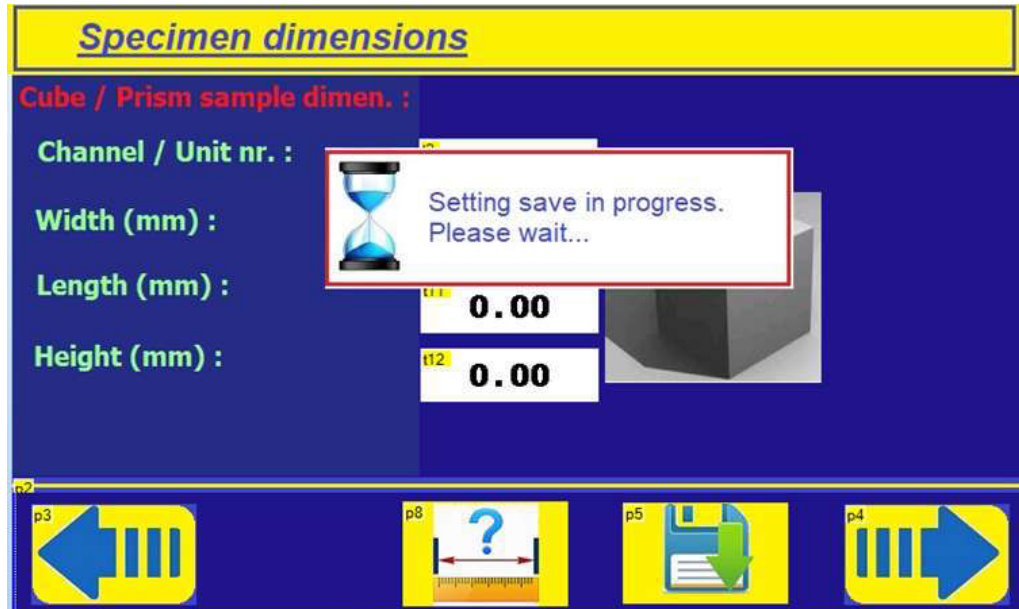 Specimen dimensions
Cube / Prism sample dimen. :
Channel / Unit nr. :
Setting save in progress.
Please wait...
Width (mm) :
Length (mm) :
t11
0.00
Height (mm) :
t12
0.00
p2
p3
p8
?
p5
p4